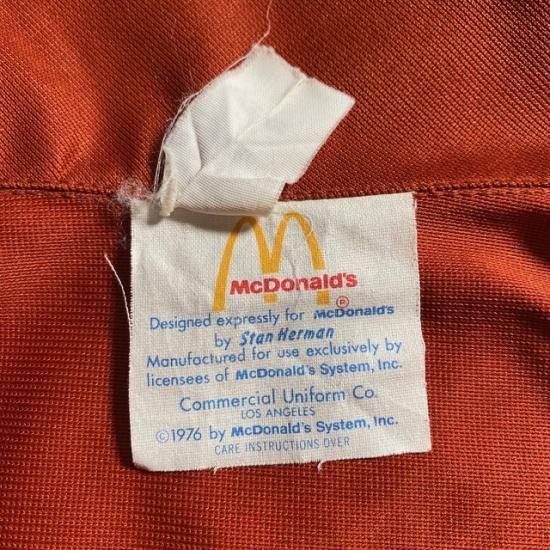 McDonald's
®
Designed expressly for McDonald's
by Stan Herman
Manufactured for use exclusively by
licensees of McDonald's System, Inc.
Commercial Uniform Co.
LOS ANGELES
©1976 by McDonald's System, Inc.
CARE INSTRUCTIONS OVER